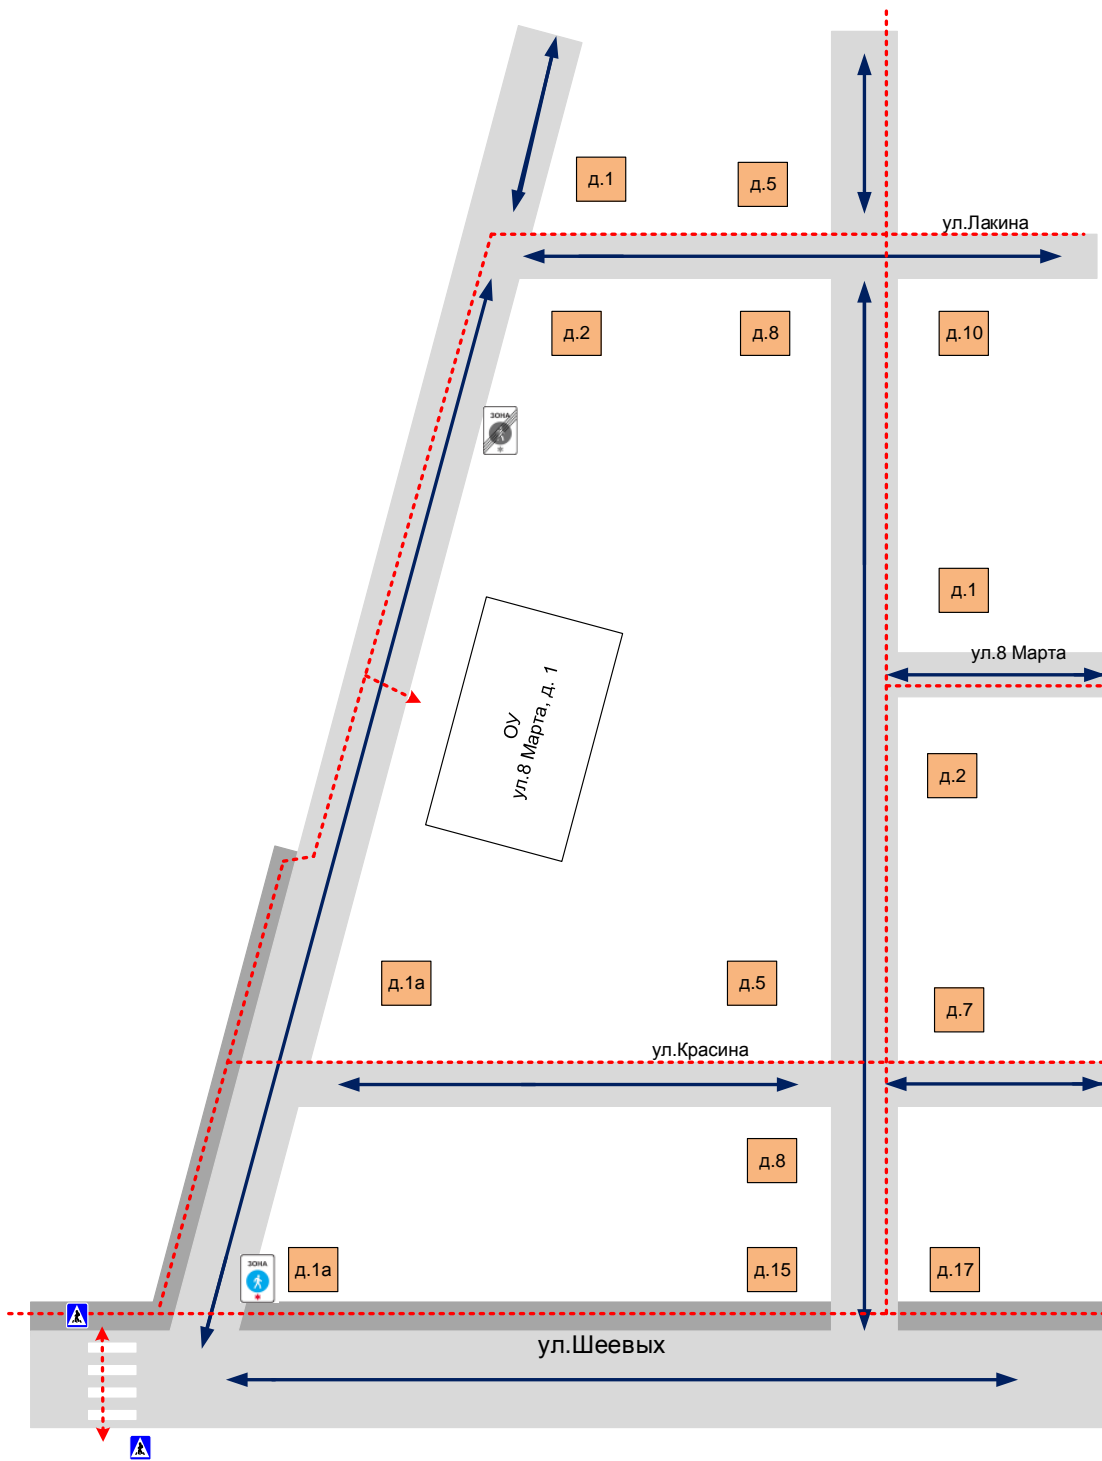 д.1
д.5
ул.Лакина
д.2
д.8
д.10
ЗОНА
д.1
ул.8 Марта
ОУ
ул.8 Марта, д. 1
д.2
д.1а
д.5
д.7
ул.Красина
д.8
ЗОНА
д.1а
д.15
д.17
ул.Шеевых